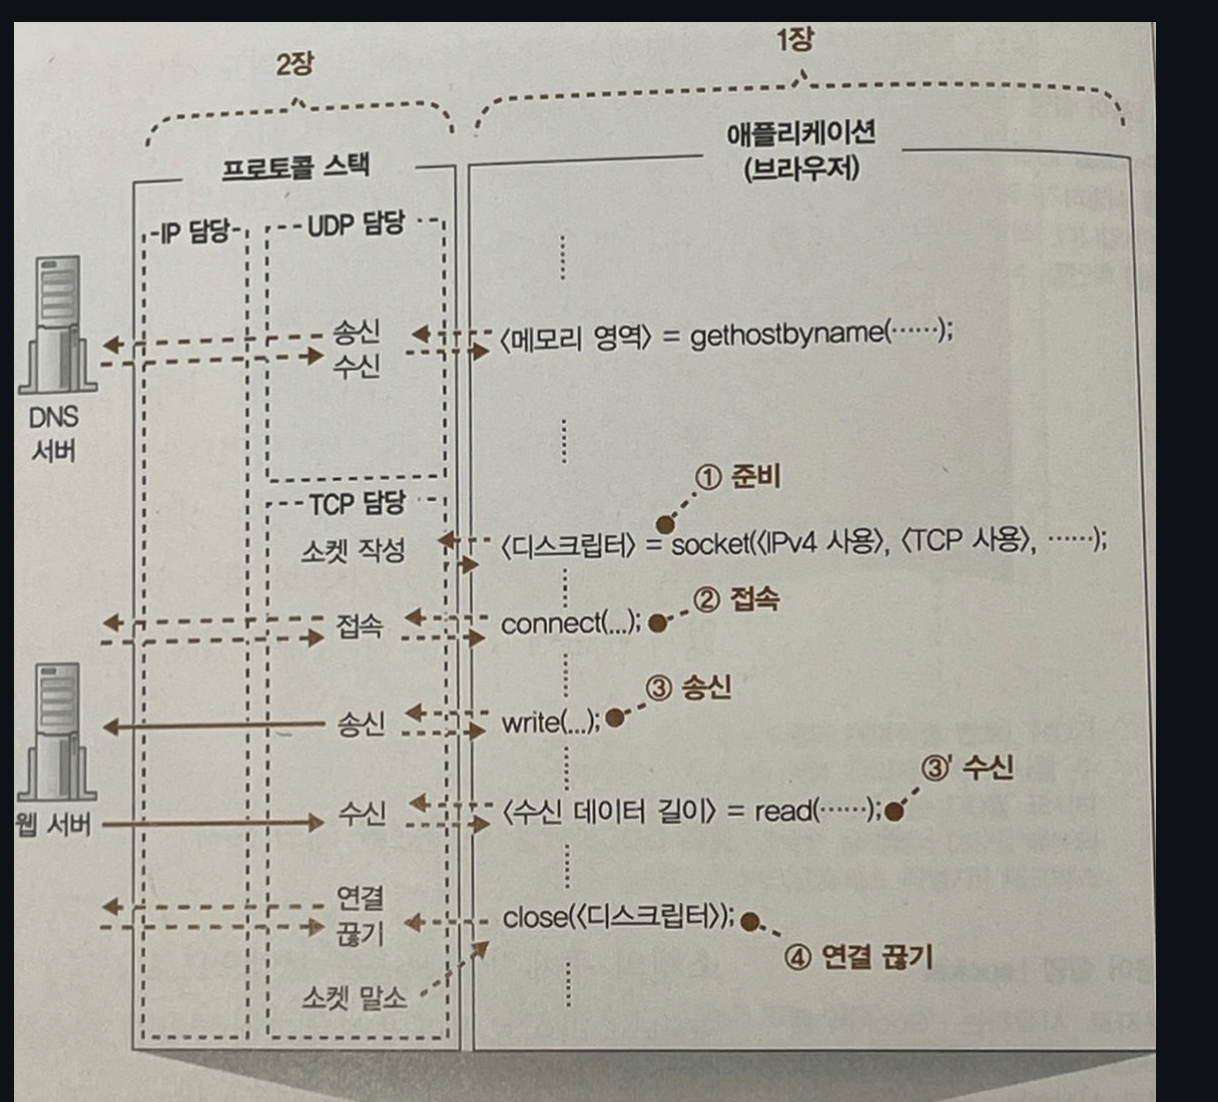 2장
1장
프로토콜 스택
애플리케이션
(브라우저)
IP 담당
UDP 담당
송신
수신
〈메모리 영역〉 = gethostbyname(……);
DNS
서버
① 준비
TCP 담당
소켓 작성
〈디스크립터〉 = socket(〈IPv4 사용〉, 〈TCP 사용〉, ……);
② 접속
접속
connect(...);
③ 송신
송신
write(...);
③' 수신
웹 서버
수신
〈수신 데이터 길이〉 = read(……);
연결
끊기
close(〈디스크립터〉);
④ 연결 끊기
소켓 말소